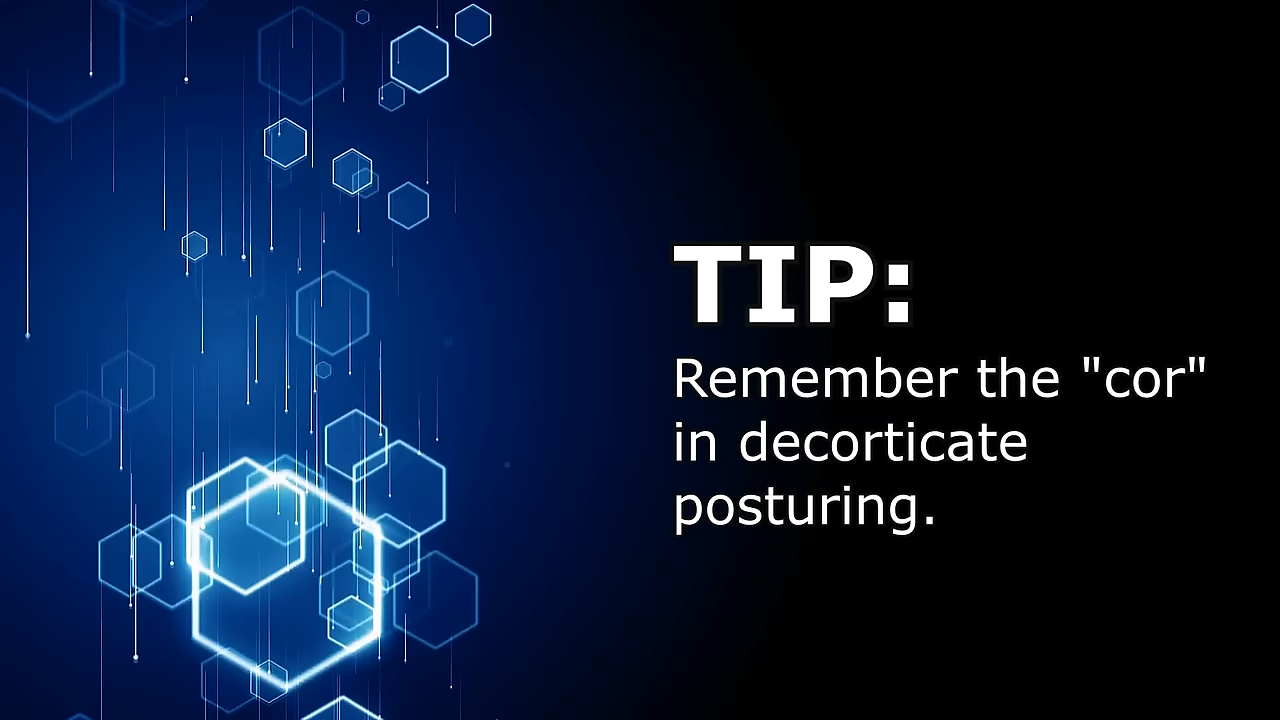 TIP:
Remember the "cor"
in decorticate
posturing.